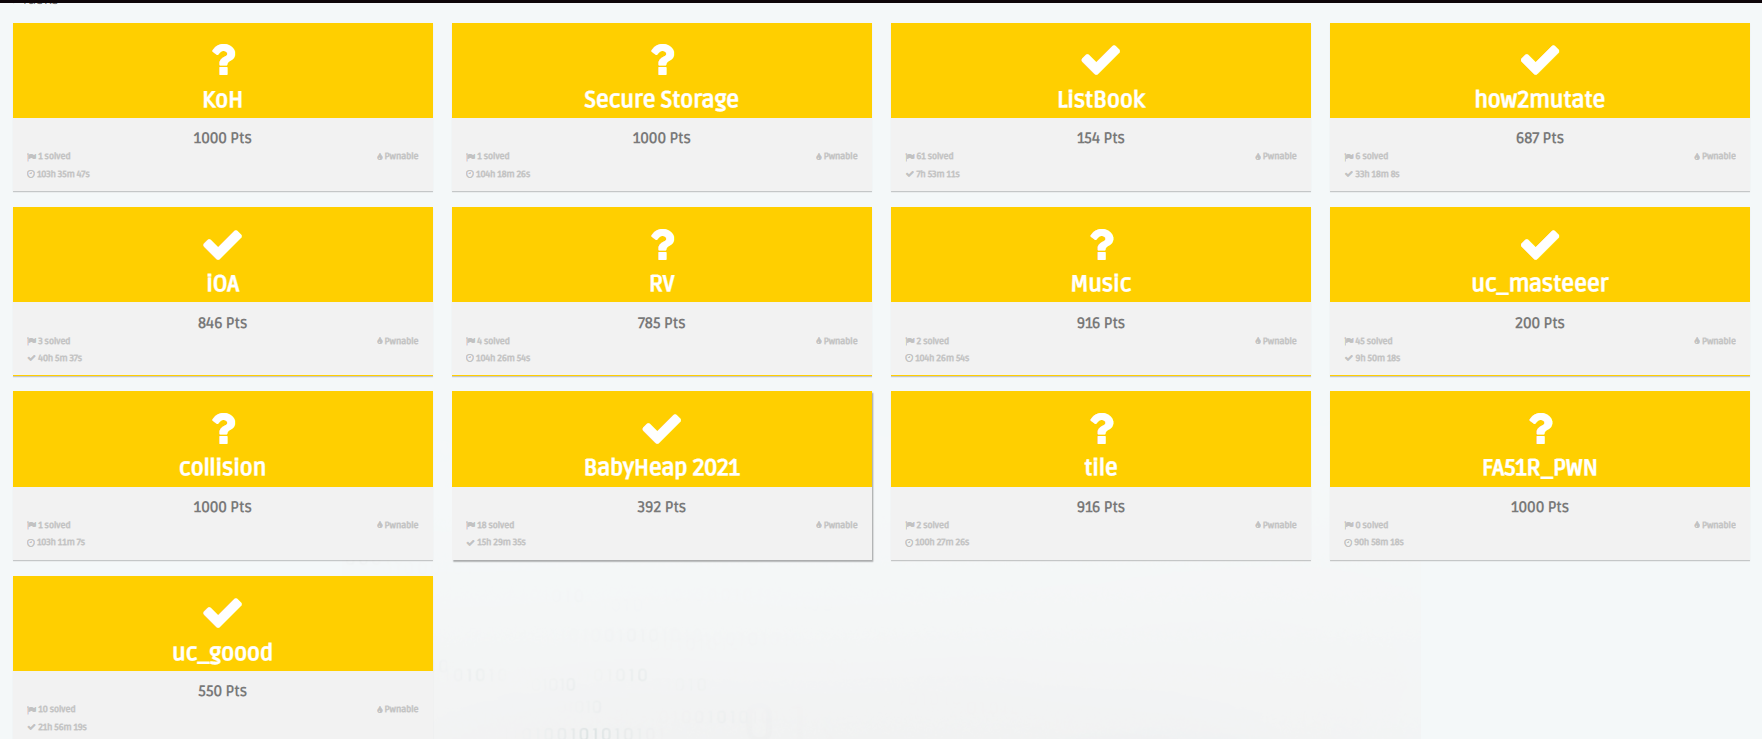 KoH
1000 Pts
1 solved
Pwnable
103h 35m 47s
Secure Storage
1000 Pts
1 solved
Pwnable
104h 18m 26s
ListBook
154 Pts
61 solved
Pwnable
7h 53m 11s
how2mutate
687 Pts
6 solved
Pwnable
33h 18m 8s
iOA
846 Pts
3 solved
Pwnable
40h 5m 37s
RV
785 Pts
4 solved
Pwnable
104h 26m 54s
Music
916 Pts
2 solved
Pwnable
104h 26m 54s
uc_masteeer
200 Pts
45 solved
Pwnable
9h 50m 18s
collision
1000 Pts
1 solved
Pwnable
103h 11m 7s
BabyHeap 2021
392 Pts
18 solved
Pwnable
15h 29m 35s
tile
916 Pts
2 solved
Pwnable
100h 27m 26s
FA51R_PWN
1000 Pts
0 solved
Pwnable
90h 58m 18s
uc_goood
550 Pts
10 solved
Pwnable
21h 56m 19s